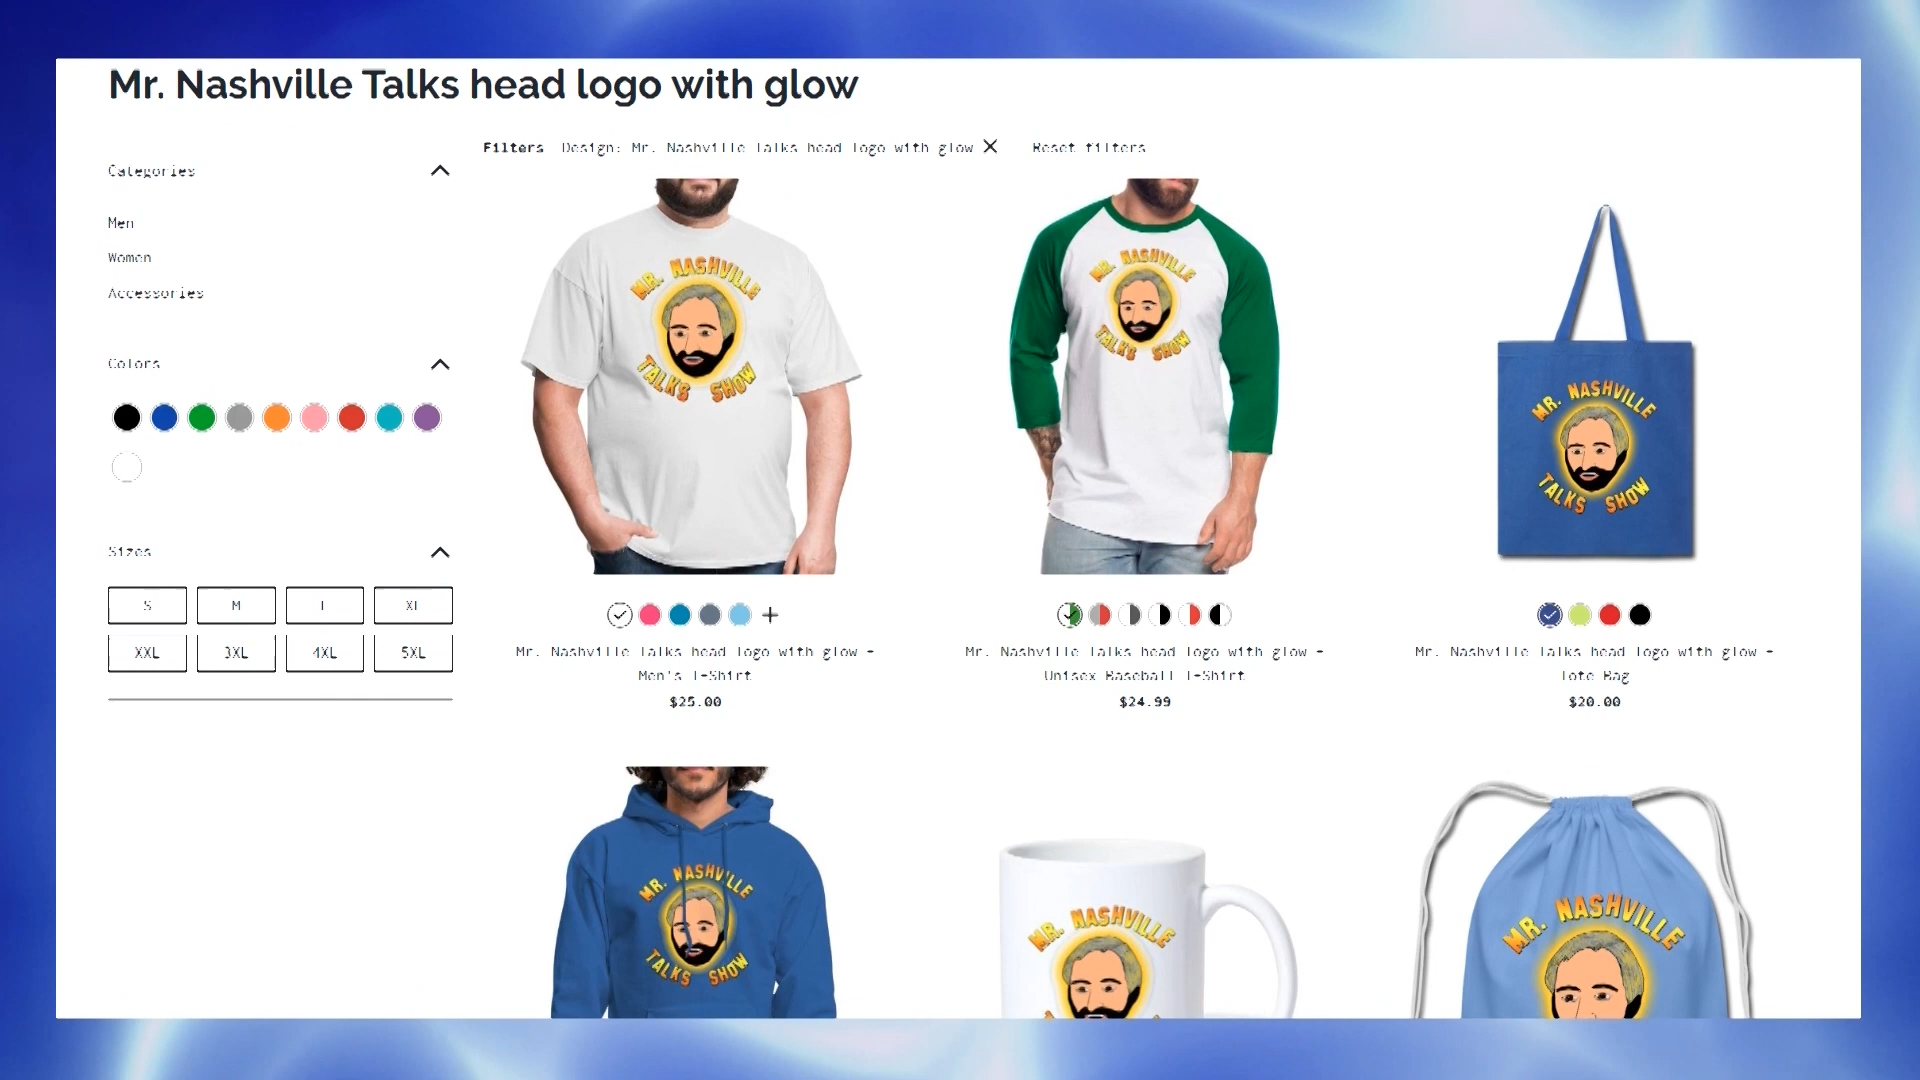 Mr. Nashville Talks head logo with glow
Filters Design: Mr. Nashville Talks head logo with glow Reset filters
Categories
Men
Women
Accessories
Colors
Sizes
S M L XL
XXL 3XL 4XL 5XL
MR. NASHVILLE
TALKS SHOW
MR. NASHVILLE
TALKS SHOW
MR. NASHVILLE
TALKS SHOW
Mr. Nashville Talks head logo with glow -
Men's T-Shirt
$25.00
Mr. Nashville Talks head logo with glow -
Unisex Baseball T-Shirt
$24.99
Mr. Nashville Talks head logo with glow -
Tote Bag
$20.00
MR. NASHVILLE
TALKS SHOW
MR. NASHVILLE
MR. NASHVILLE